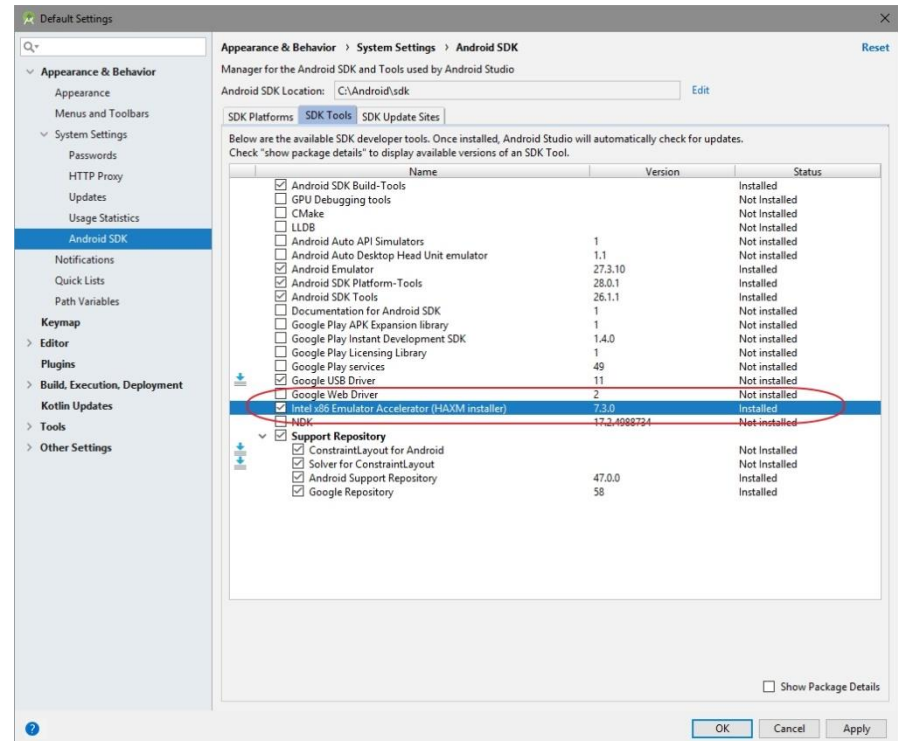 Default Settings
Appearance & Behavior
Appearance
Menus and Toolbars
System Settings
Passwords
HTTP Proxy
Updates
Usage Statistics
Android SDK
Notifications
Quick Lists
Path Variables
Keymap
Editor
Plugins
Build, Execution, Deployment
Kotlin Updates
Tools
Other Settings
Appearance & Behavior › System Settings › Android SDK Reset
Manager for the Android SDK and Tools used by Android Studio
Android SDK Location: C:\Android\sdk Edit
SDK Platforms SDK Tools SDK Update Sites
Below are the available SDK developer tools. Once installed, Android Studio will automatically check for updates.
Check "show package details" to display available versions of an SDK Tool.
Name Version Status
Android SDK Build-Tools Installed
GPU Debugging tools Not Installed
CMake Not Installed
LLDB Not Installed
Android Auto API Simulators 1 Not installed
Android Auto Desktop Head Unit emulator 1.1 Not installed
Android Emulator 27.3.10 Installed
Android SDK Platform-Tools 28.0.1 Installed
Android SDK Tools 26.1.1 Installed
Documentation for Android SDK 1 Not installed
Google Play APK Expansion library 1 Not installed
Google Play Instant Development SDK 1.4.0 Not installed
Google Play Licensing Library 1 Not installed
Google Play services 49 Not installed
Google USB Driver 11 Not installed
Google Web Driver 2 Not installed
Intel x86 Emulator Accelerator (HAXM installer) 7.3.0 Installed
NDK 17.2.4988734 Not installed
Support Repository
ConstraintLayout for Android Not Installed
Solver for ConstraintLayout Not Installed
Android Support Repository 47.0.0 Installed
Google Repository 58 Installed
Show Package Details
? OK Cancel Apply